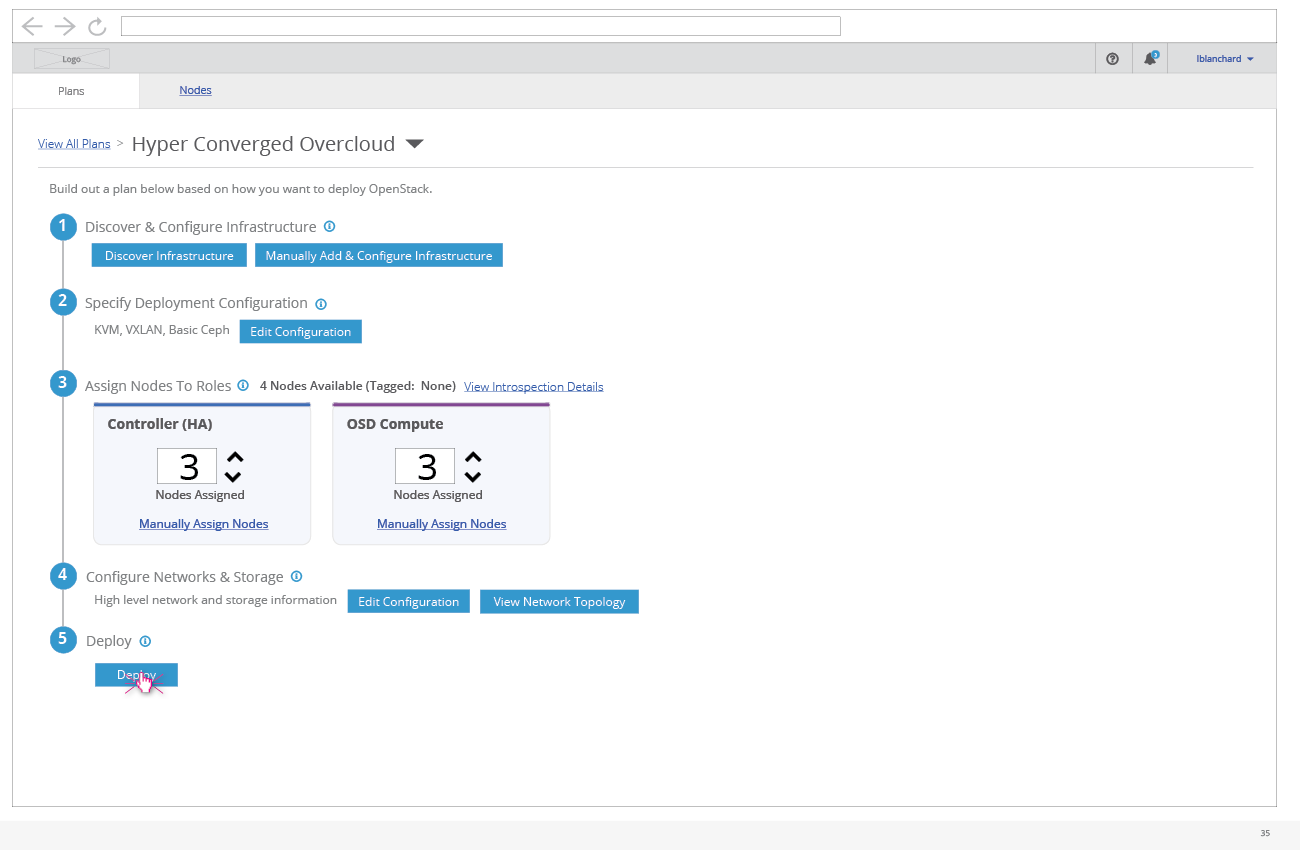 Logo
3
lblanchard
Plans
Nodes
View All Plans > Hyper Converged Overcloud
Build out a plan below based on how you want to deploy OpenStack.
1 Discover & Configure Infrastructure
Discover Infrastructure Manually Add & Configure Infrastructure
2 Specify Deployment Configuration
KVM, VXLAN, Basic Ceph Edit Configuration
3 Assign Nodes To Roles 4 Nodes Available (Tagged: None) View Introspection Details
Controller (HA) OSD Compute
3 3
Nodes Assigned Nodes Assigned
Manually Assign Nodes Manually Assign Nodes
4 Configure Networks & Storage
High level network and storage information Edit Configuration View Network Topology
5 Deploy
Deploy
35